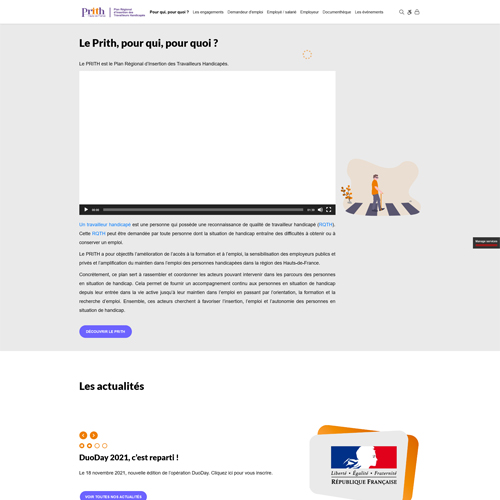 Prith
Plan Régional
d'Insertion des
Travailleurs Handicapés
Pour qui, pour quoi ?
Les engagements
Demandeur d'emploi
Employé / salarié
Employeur
Documenthèque
Les événements
Le Prith, pour qui, pour quoi ?
Le PRITH est le Plan Régional d'Insertion des Travailleurs Handicapés.
00:00
Un travailleur handicapé est une personne qui possède une reconnaissance de qualité de travailleur handicapé (RQTH).
Cette RQTH peut être demandée par toute personne dont la situation de handicap entraîne des difficultés à obtenir ou à
conserver un emploi.
Le PRITH a pour objectifs l'amélioration de l'accès à la formation et à l'emploi, la sensibilisation des employeurs publics et
privés et l'amplification du maintien dans l'emploi des personnes handicapées dans la région des Hauts-de-France.
Concrètement, ce plan sert à rassembler et coordonner les acteurs pouvant intervenir dans les parcours des personnes
en situation de handicap. Cela permet de fournir un accompagnement continu aux personnes en situation de handicap
depuis leur entrée dans la vie active jusqu'à leur maintien dans l'emploi en passant par l'orientation, la formation et la
recherche d'emploi. Ensemble, ces acteurs cherchent à favoriser l'insertion, l'emploi et l'autonomie des personnes en
situation de handicap.
DÉCOUVRIR LE PRITH
Manage services
Les actualités
DuoDay 2021, c'est reparti !
Le 18 novembre 2021, nouvelle édition de l'opération DuoDay. Cliquez ici pour vous inscrire.
VOIR TOUTES NOS ACTUALITÉS
Liberté • Égalité • Fraternité
RÉPUBLIQUE FRANÇAISE